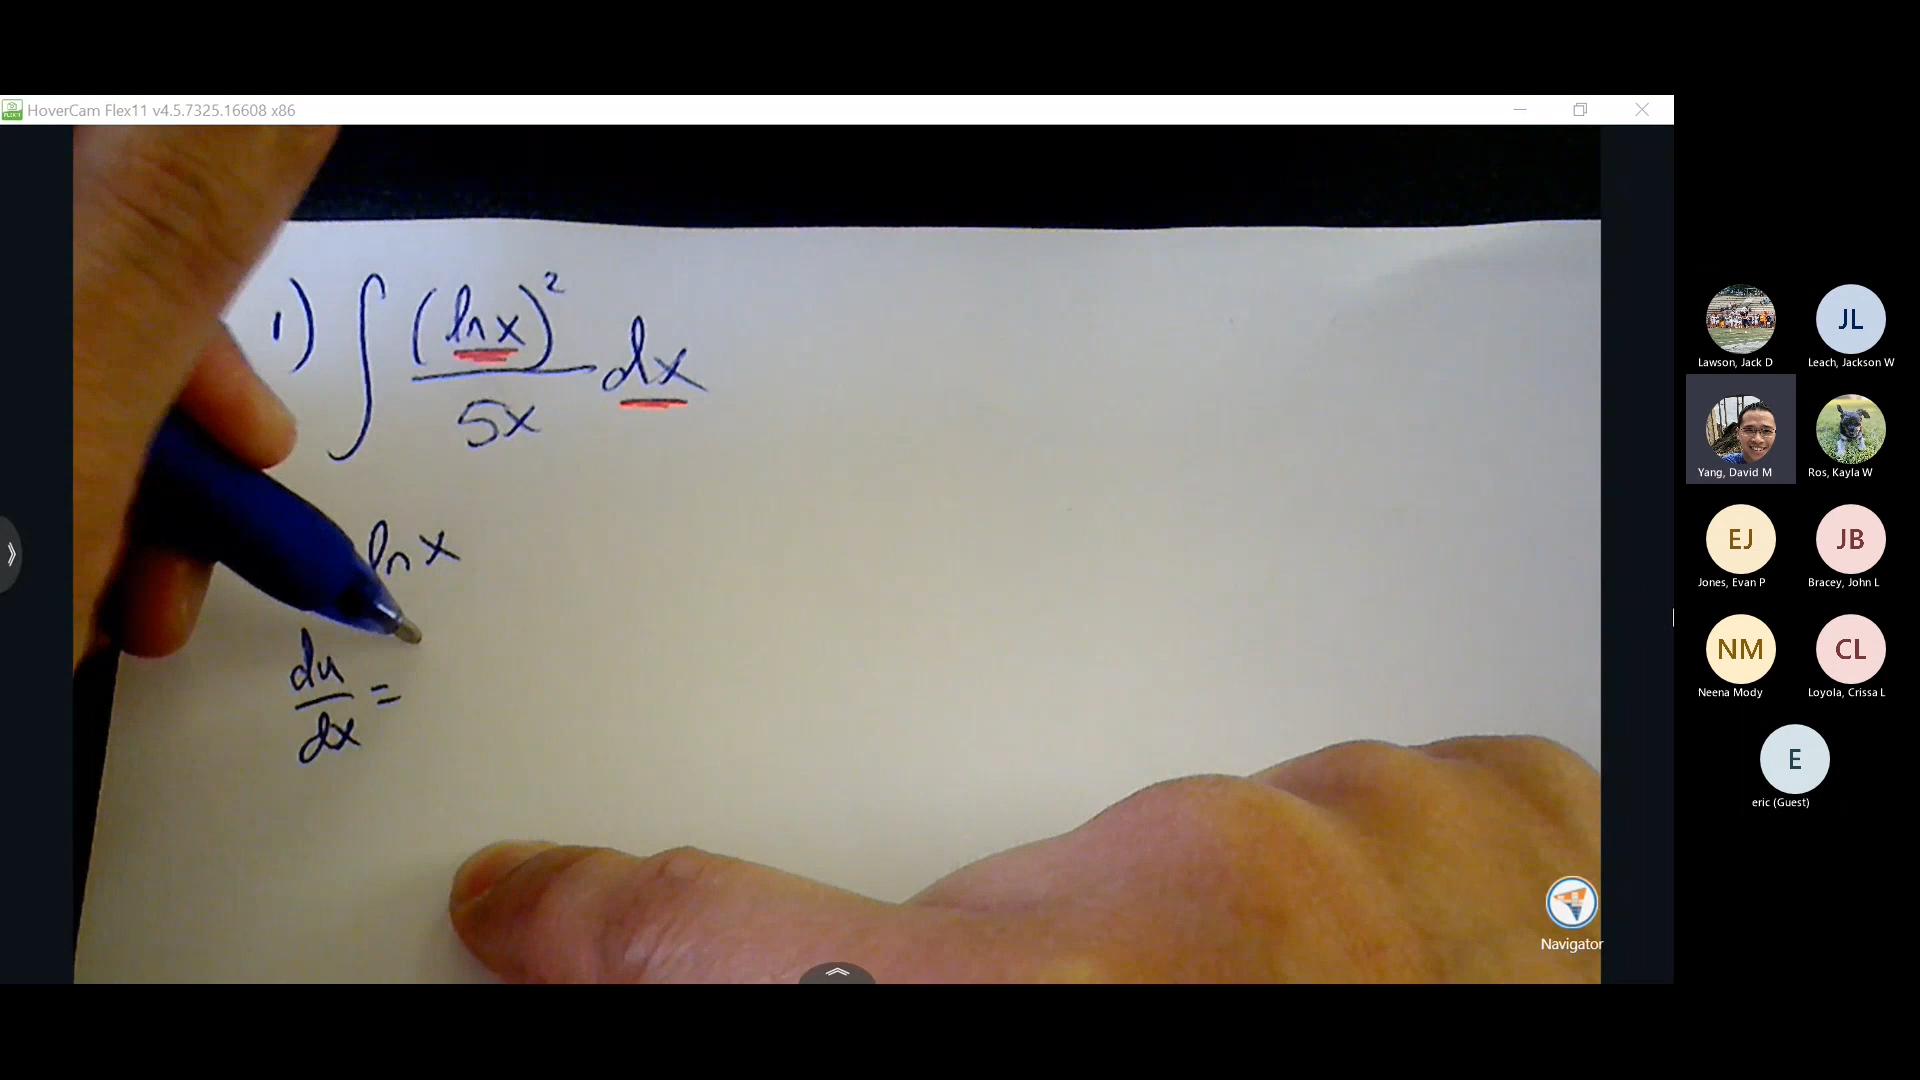 HoverCam Flex11 v4.5.7325.16608 x86
1) ∫ (ln x)² / 5x dx
ln x
du/dx =
Navigator
Lawson, Jack D
JL
Leach, Jackson W
Yang, David M
Ros, Kayla W
EJ
Jones, Evan P
JB
Bracey, John L
NM
Neena Mody
CL
Loyola, Crissa L
E
eric (Guest)